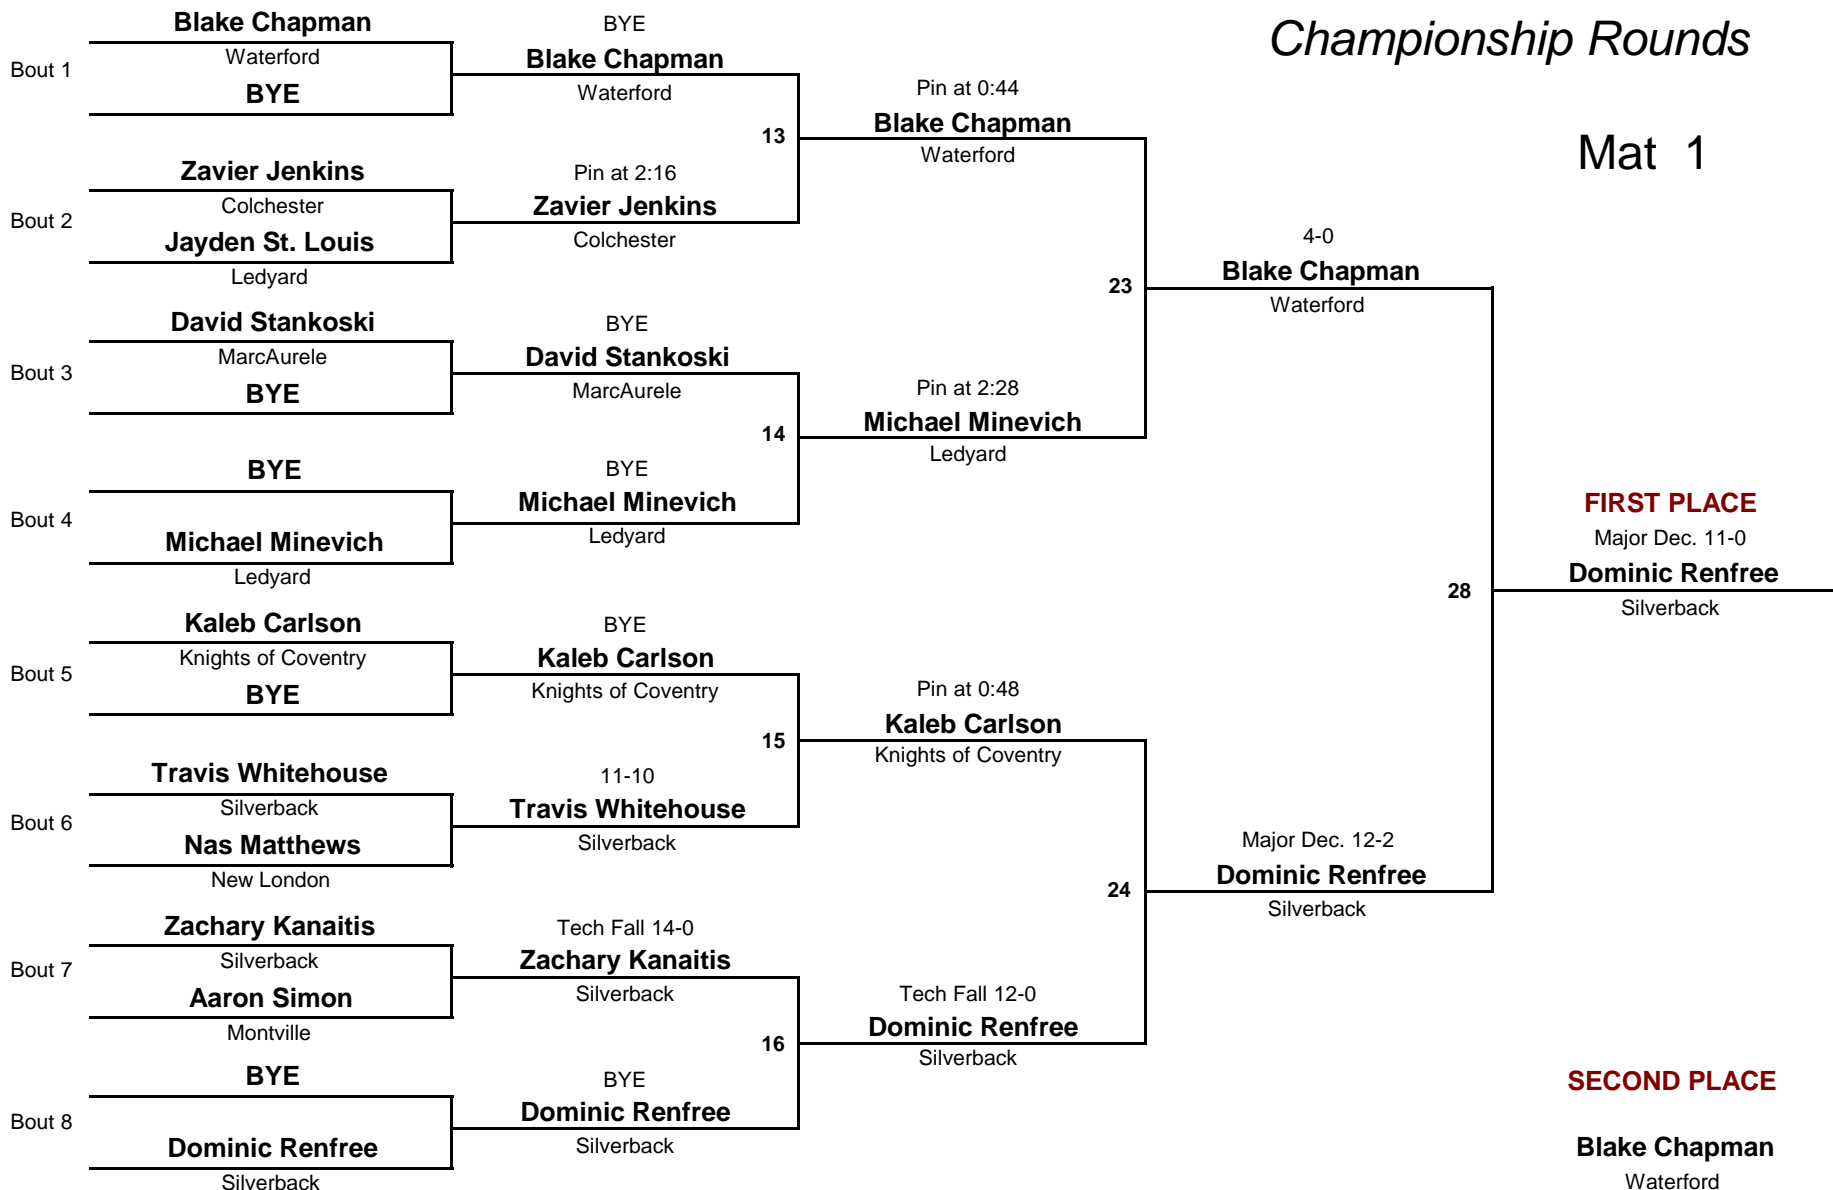 Championship Rounds
Mat 1
Bout 1
Blake Chapman
Waterford
BYE
Bout 2
Zavier Jenkins
Colchester
Jayden St. Louis
Ledyard
Bout 3
David Stankoski
MarcAurele
BYE
Bout 4
BYE
Michael Minevich
Ledyard
Bout 5
Kaleb Carlson
Knights of Coventry
BYE
Bout 6
Travis Whitehouse
Silverback
Nas Matthews
New London
Bout 7
Zachary Kanaitis
Silverback
Aaron Simon
Montville
Bout 8
BYE
Dominic Renfree
Silverback
BYE
Blake Chapman
Waterford
13
Pin at 2:16
Zavier Jenkins
Colchester
BYE
David Stankoski
MarcAurele
14
BYE
Michael Minevich
Ledyard
BYE
Kaleb Carlson
Knights of Coventry
15
11-10
Travis Whitehouse
Silverback
Tech Fall 14-0
Zachary Kanaitis
Silverback
16
BYE
Dominic Renfree
Silverback
Pin at 0:44
Blake Chapman
Waterford
23
Pin at 2:28
Michael Minevich
Ledyard
Pin at 0:48
Kaleb Carlson
Knights of Coventry
24
Tech Fall 12-0
Dominic Renfree
Silverback
4-0
Blake Chapman
Waterford
28
Major Dec. 12-2
Dominic Renfree
Silverback
FIRST PLACE
Major Dec. 11-0
Dominic Renfree
Silverback
SECOND PLACE
Blake Chapman
Waterford